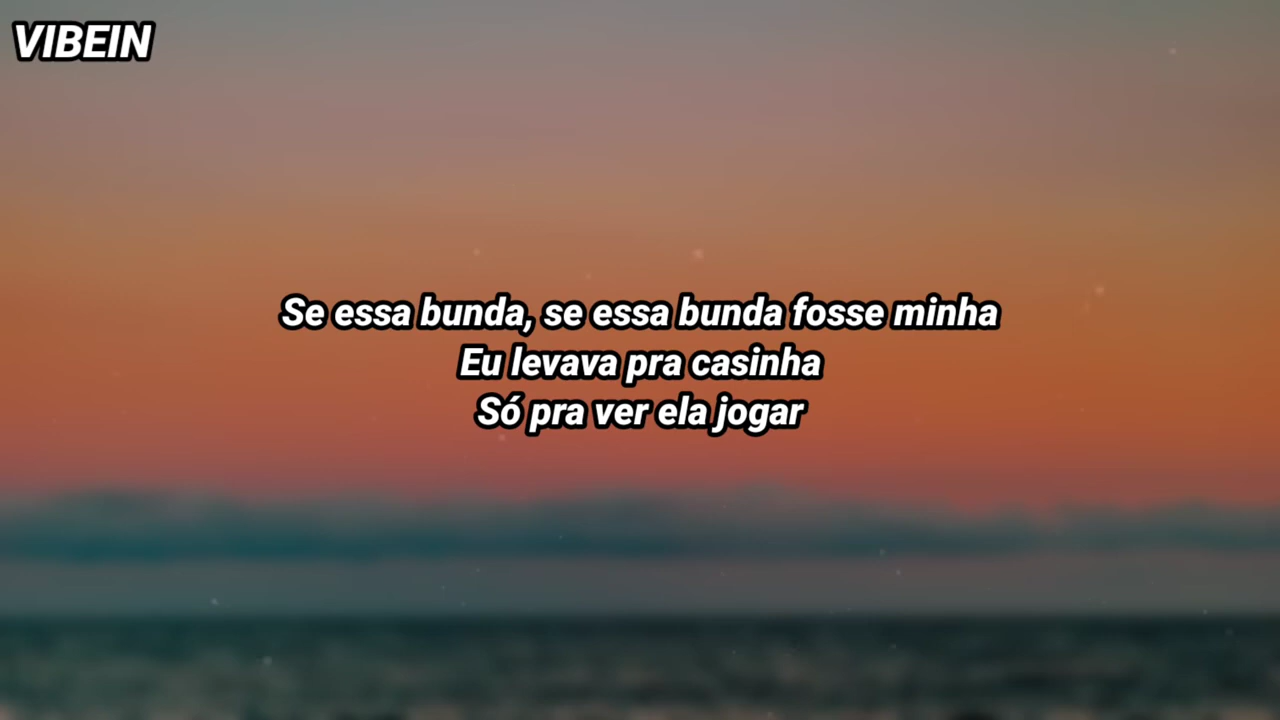 VIBEIN
Se essa bunda, se essa bunda fosse minha
Eu levava pra casinha
Só pra ver ela jogar